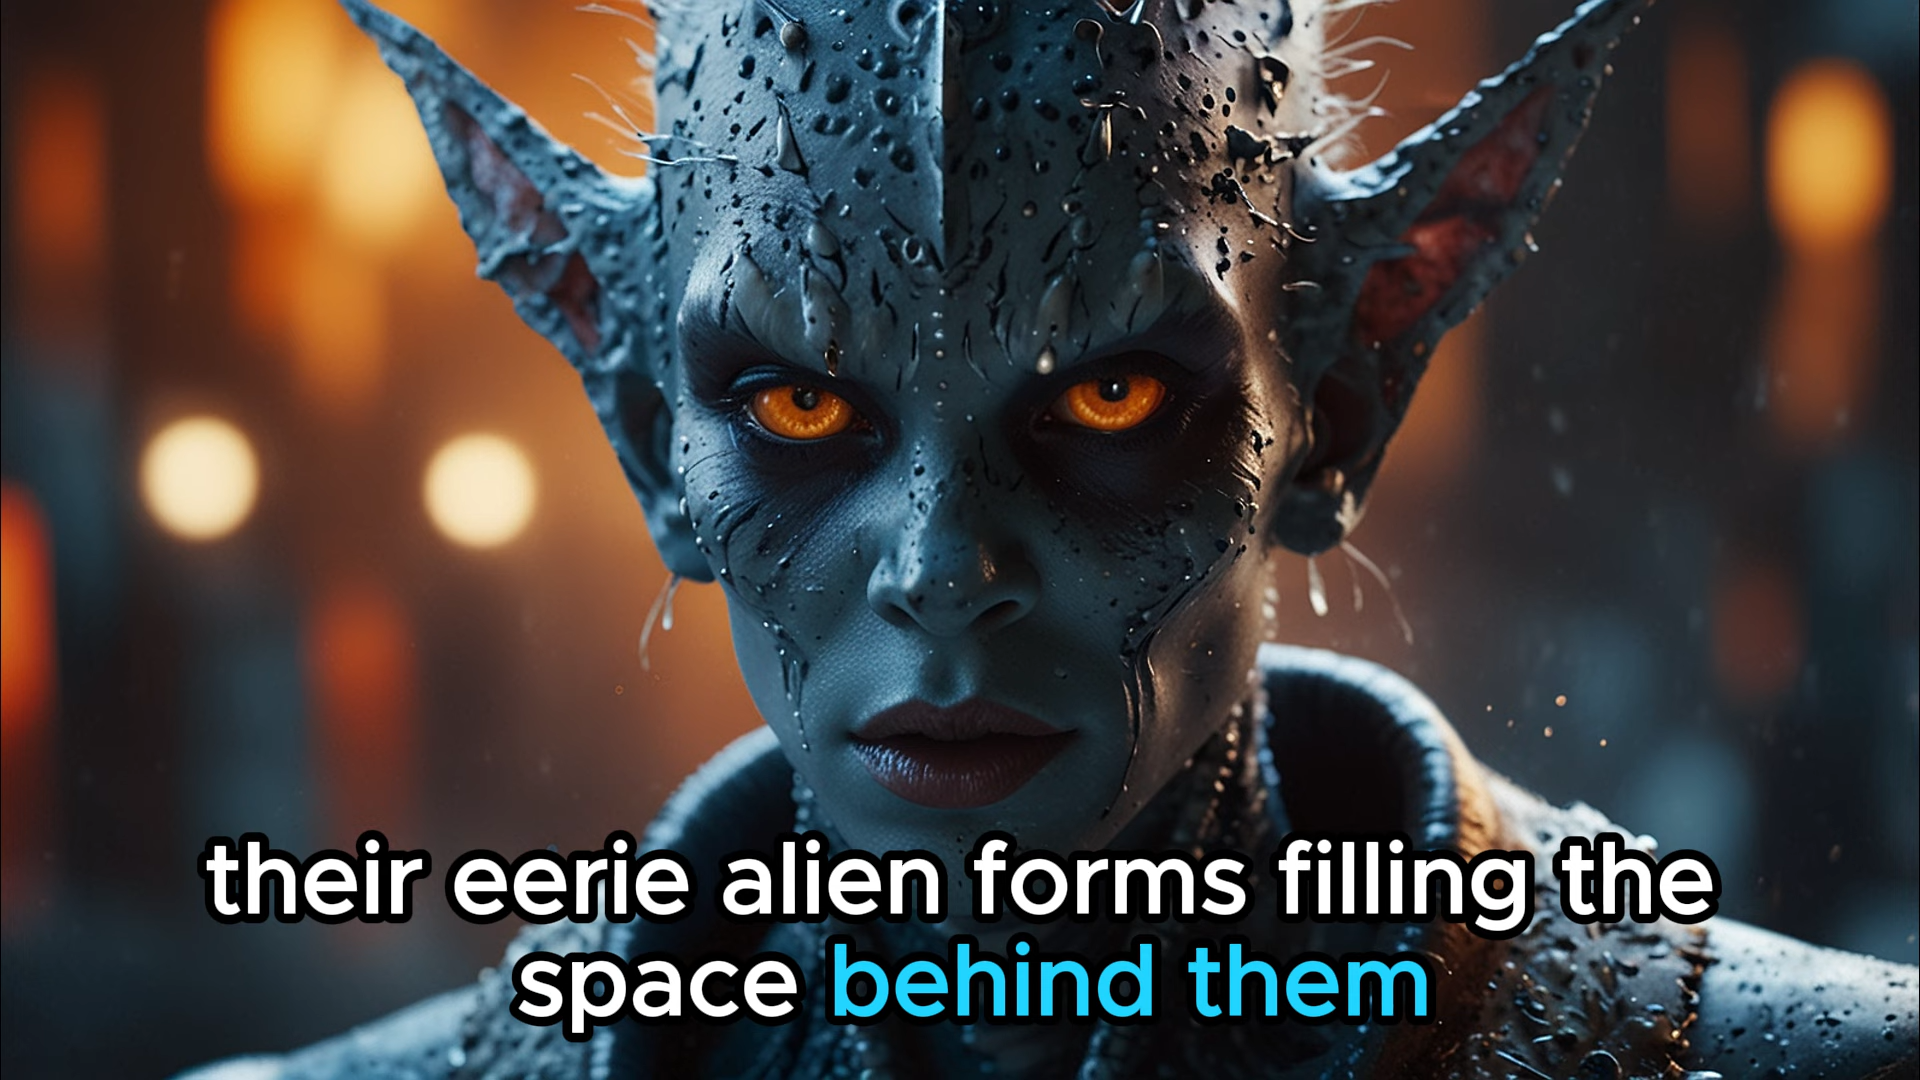 their eerie alien forms filling the
space behind them